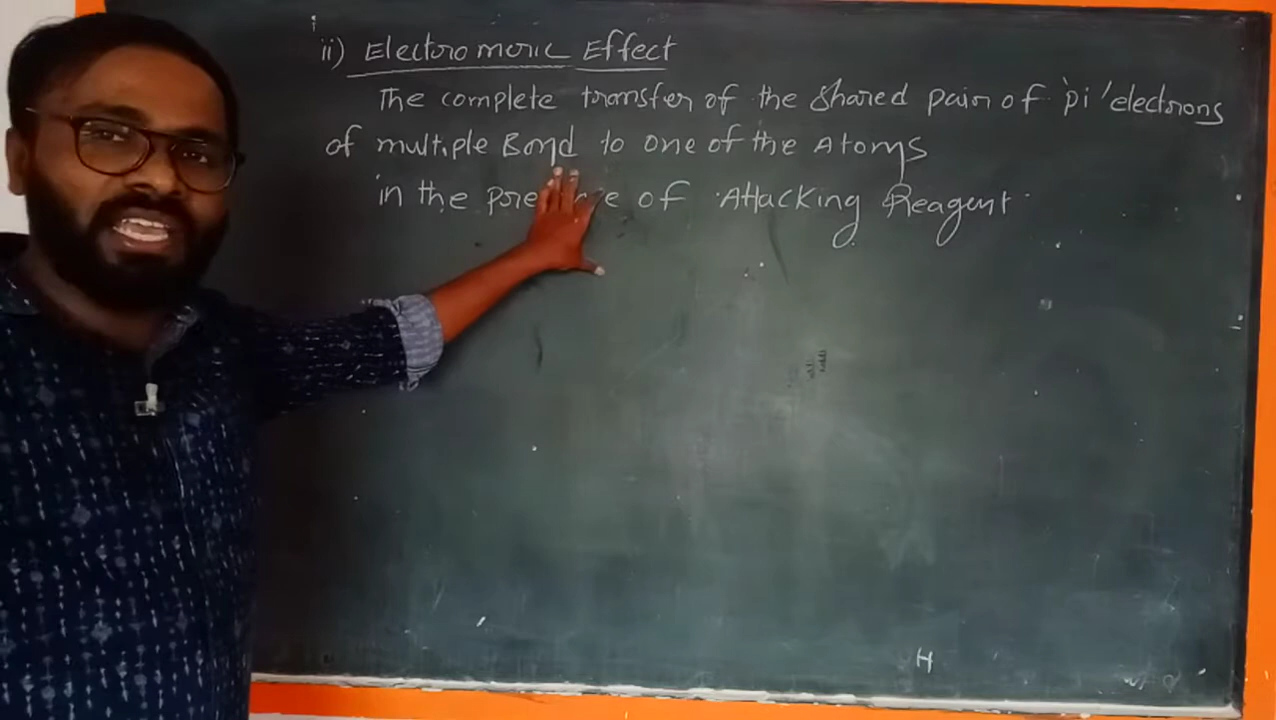 ii) Electromeric Effect
The complete transfer of the shared pair of 'pi' electrons
of multiple Bond to one of the Atoms
in the of Attacking Reagent
H